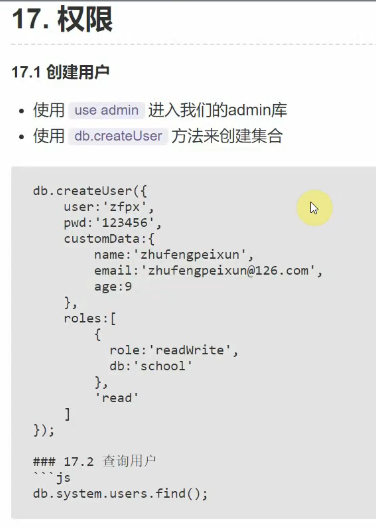 17. 权限
17.1 创建用户
• 使用 use admin 进入我们的admin库
• 使用 db.createUser 方法来创建集合
db.createUser({
    user:'zfpx',
    pwd:'123456',
    customData:{
        name:'zhufengpeixun',
        email:'zhufengpeixun@126.com',
        age:9
    },
    roles:[
        {
          role:'readWrite',
          db:'school'
        },
        'read'
    ]
});
### 17.2 查询用户
```js
db.system.users.find();